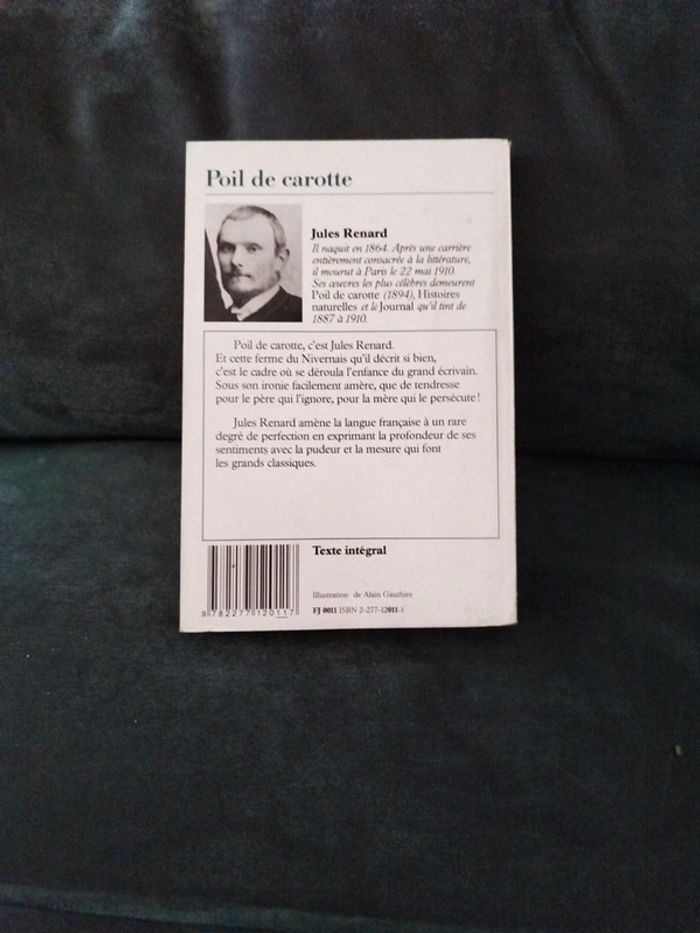 Poil de carotte
Jules Renard
Il naquit en 1864. Après une carrière
entièrement consacrée à la littérature,
il mourut à Paris le 22 mai 1910.
Ses œuvres les plus célèbres demeurent
Poil de carotte (1894), Histoires
naturelles et le Journal qu'il tint de
1887 à 1910.
Poil de carotte, c'est Jules Renard.
Et cette ferme du Nivernais qu'il décrit si bien,
c'est le cadre où se déroula l'enfance du grand écrivain.
Sous son ironie facilement amère, que de tendresse
pour le père qui l'ignore, pour la mère qui le persécute !
Jules Renard amène la langue française à un rare
degré de perfection en exprimant la profondeur de ses
sentiments avec la pudeur et la mesure qui font
les grands classiques.
Texte intégral
Illustration de Alain Gauthier
FJ 0011 ISBN 2-277-12011-1
9782277120117